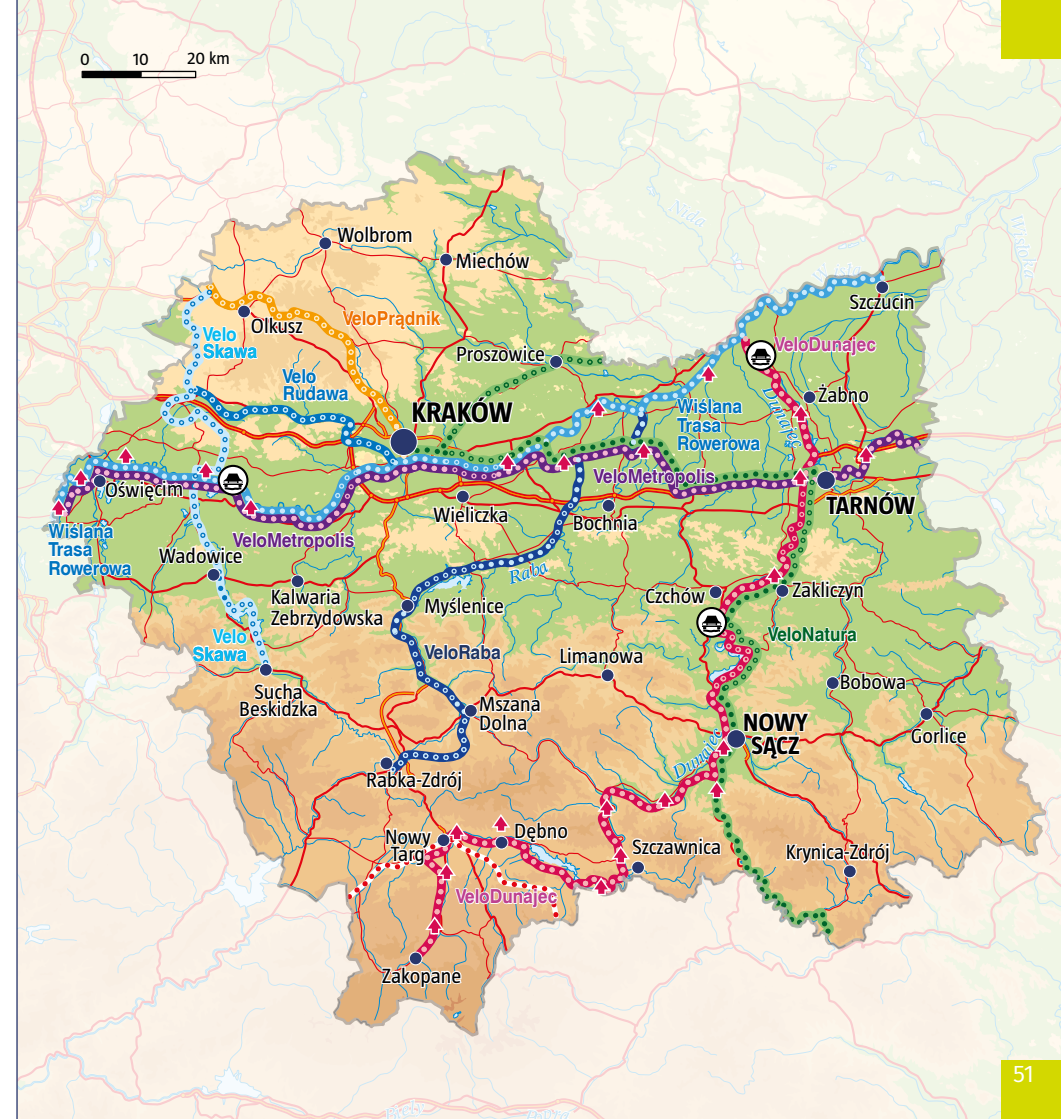 0 10 20 km
Nida
Wisłoka
Wolbrom
Miechów
Szczucin
Olkusz
VeloPrądnik
Velo
Skawa
Proszowice
VeloDunajec
Velo
Rudawa
KRAKÓW
Dunajec
Żabno
Wiślana
Trasa
Rowerowa
VeloMetropolis
Oświęcim
TARNÓW
Wieliczka
Bochnia
Wiślana
Trasa
Rowerowa
VeloMetropolis
Wadowice
Raba
Kalwaria
Zebrzydowska
Myślenice
Czchów
Zakliczyn
Velo
Skawa
VeloNatura
VeloRaba
Limanowa
Sucha
Beskidzka
Bobowa
Mszana
Dolna
NOWY
SĄCZ
Gorlice
Dunajec
Rabka-Zdrój
Nowy
Targ
Dębno
Szczawnica
Krynica-Zdrój
VeloDunajec
Zakopane
51